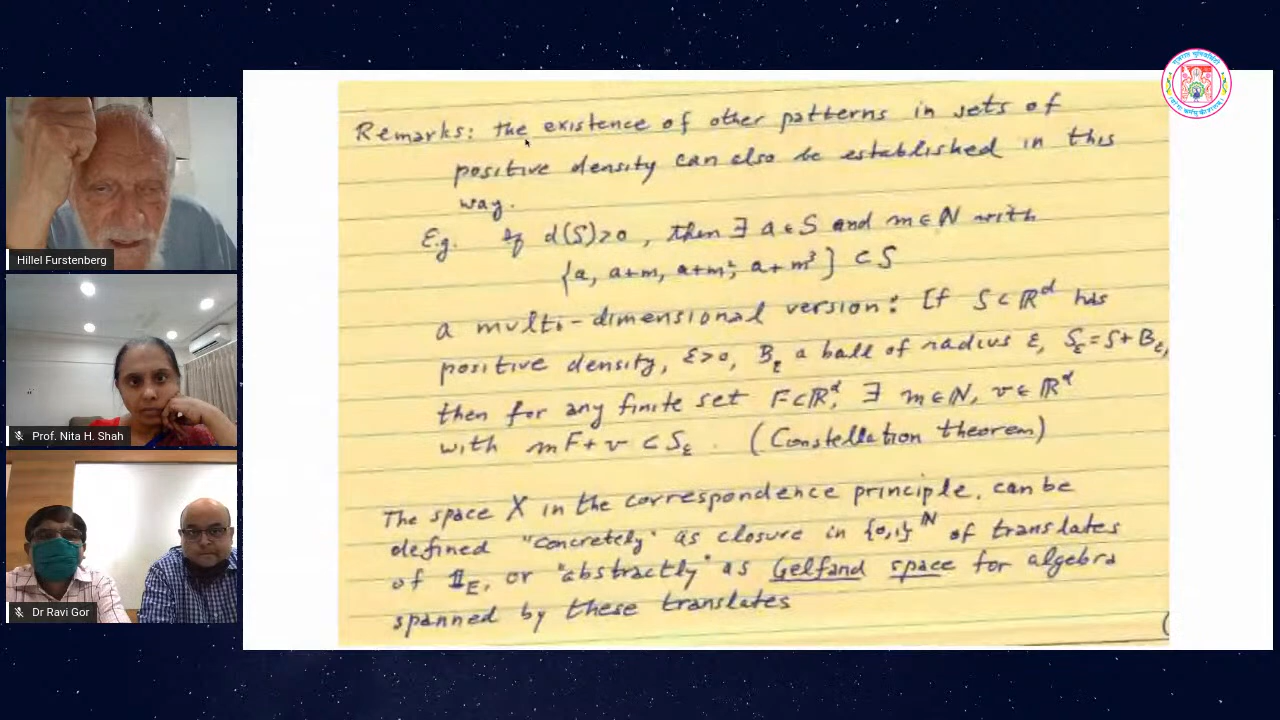 Remarks: the existence of other patterns in sets of
positive density can also be established in this
way.
E.g. If d(S)>0, then ∃ a∈S and m∈ℕ with
{a, a+m, a+m², a+m³} ⊂ S
a multi-dimensional version: If S⊂ℝᵈ has
positive density, ε>0, B_ε a ball of radius ε, S_ε=S+B_ε,
then for any finite set F⊂ℝᵈ, ∃ m∈ℕ, v∈ℝᵈ
with mF+v ⊂ S_ε. (Constellation theorem)
The space X in the correspondence principle, can be
defined "concretely" as closure in {0,1}^ℕ of translates
of 𝟙_E, or "abstractly" as Gelfand space for algebra
spanned by these translates
(
Hillel Furstenberg
Prof. Nita H. Shah
Dr Ravi Gor